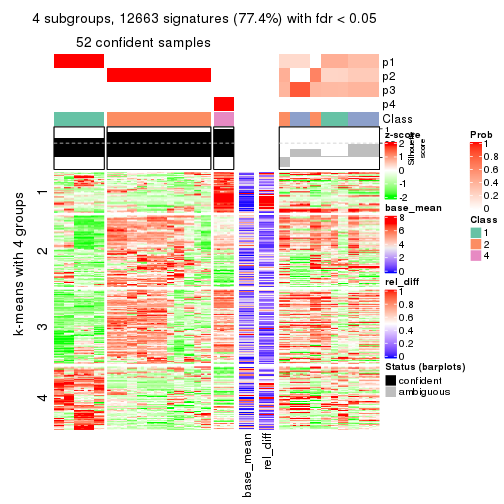 4 subgroups, 12663 signatures (77.4%) with fdr < 0.05
52 confident samples
p1
p2
p3
p4
Class
1
Silhouette
score
k-means with 4 groups
1
2
3
4
base_mean
rel_diff
z-score
2
1
0
-1
-2
base_mean
8
6
4
2
0
rel_diff
1
0.8
0.6
0.4
0.2
0
Status (barplots)
confident
ambiguous
Prob
1
0.8
0.6
0.4
0.2
0
Class
1
2
4